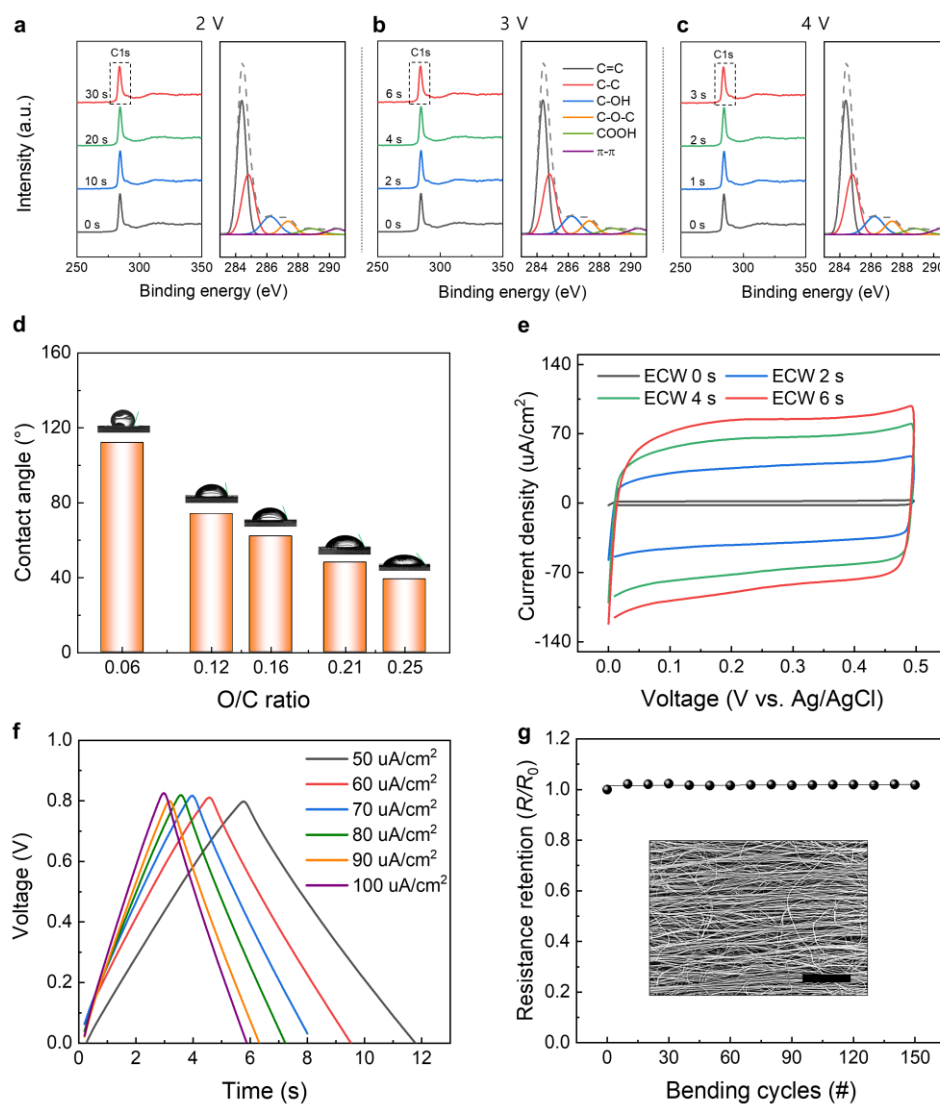 a 2 V b 3 V c 4 V
Intensity (a.u.)
C1s
30 s
20 s
10 s
0 s
250 300 350
Binding energy (eV)
284 286 288 290
Binding energy (eV)
C1s
6 s
4 s
2 s
0 s
250 300 350
Binding energy (eV)
C=C
C-C
C-OH
C-O-C
COOH
π-π
284 286 288 290
Binding energy (eV)
C1s
3 s
2 s
1 s
0 s
250 300 350
Binding energy (eV)
284 286 288 290
Binding energy (eV)
d
Contact angle (°)
160
120
80
40
0
0.06 0.12 0.16 0.21 0.25
O/C ratio
e
Current density (uA/cm²)
140
70
0
-70
-140
ECW 0 s ECW 2 s
ECW 4 s ECW 6 s
0.0 0.1 0.2 0.3 0.4 0.5
Voltage (V vs. Ag/AgCl)
f
Voltage (V)
1.0
0.8
0.6
0.4
0.2
0.0
50 uA/cm²
60 uA/cm²
70 uA/cm²
80 uA/cm²
90 uA/cm²
100 uA/cm²
0 2 4 6 8 10 12
Time (s)
g
Resistance retention (R/R₀)
1.2
1.0
0.8
0.6
0.4
0.2
0.0
0 30 60 90 120 150
Bending cycles (#)